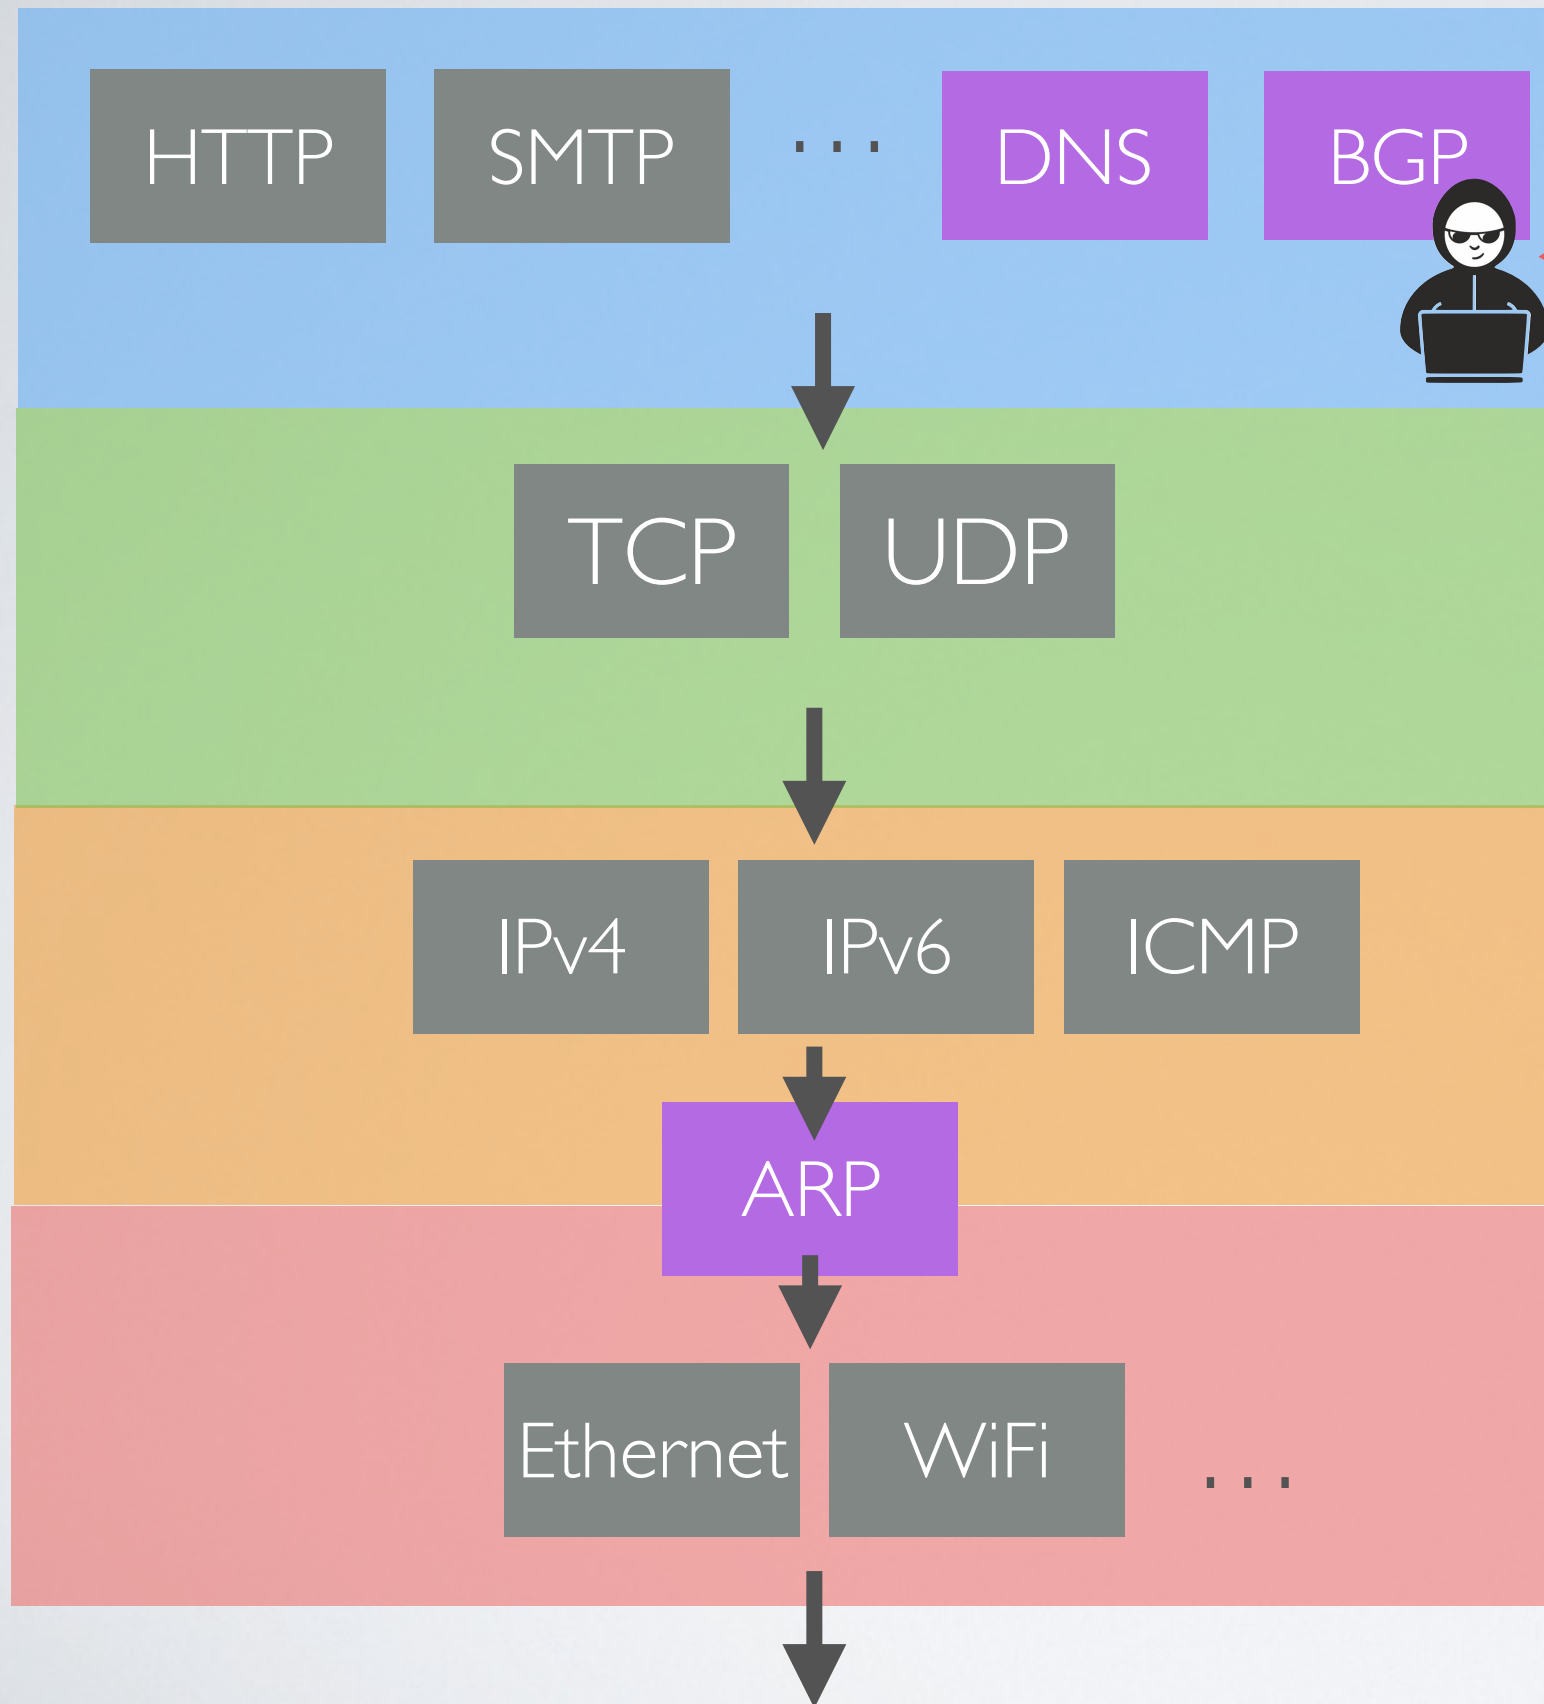 HTTP SMTP ... DNS BGP
TCP UDP
IPv4 IPv6 ICMP
ARP
Ethernet WiFi ...